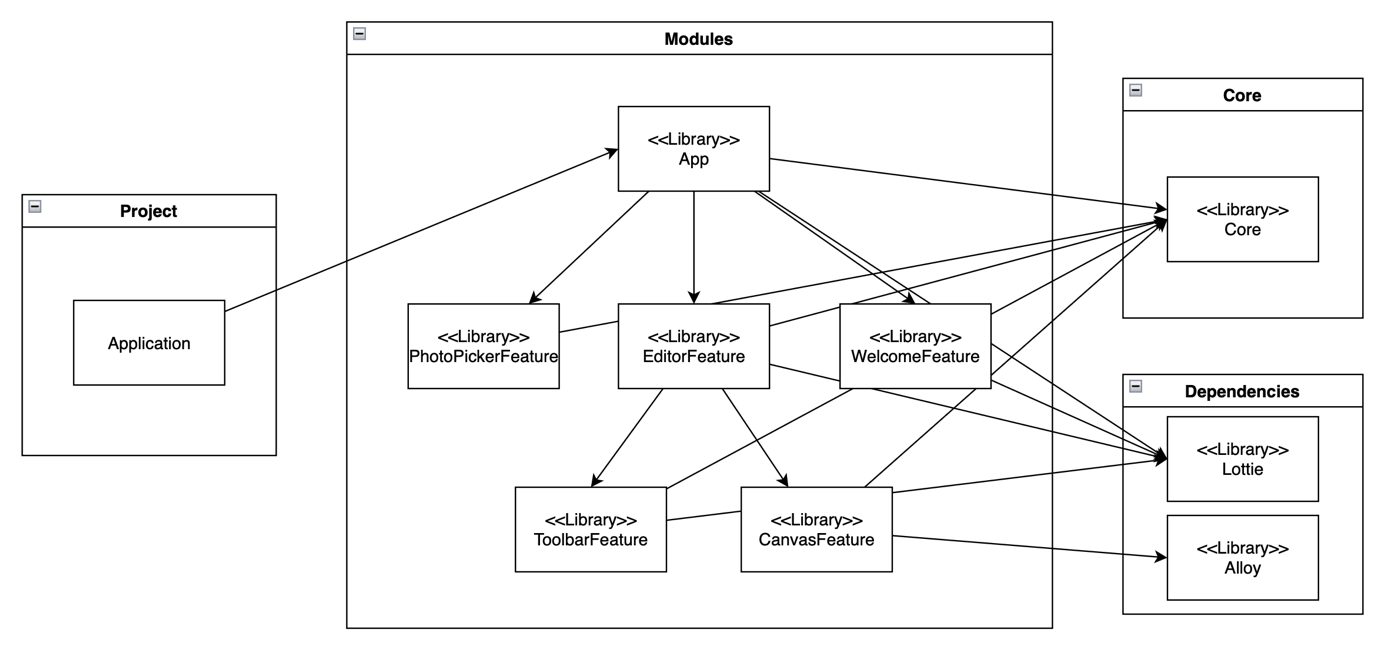 Modules
<<Library>>
App
Project
Application
<<Library>>
PhotoPickerFeature
<<Library>>
EditorFeature
<<Library>>
WelcomeFeature
<<Library>>
ToolbarFeature
<<Library>>
CanvasFeature
Core
<<Library>>
Core
Dependencies
<<Library>>
Lottie
<<Library>>
Alloy